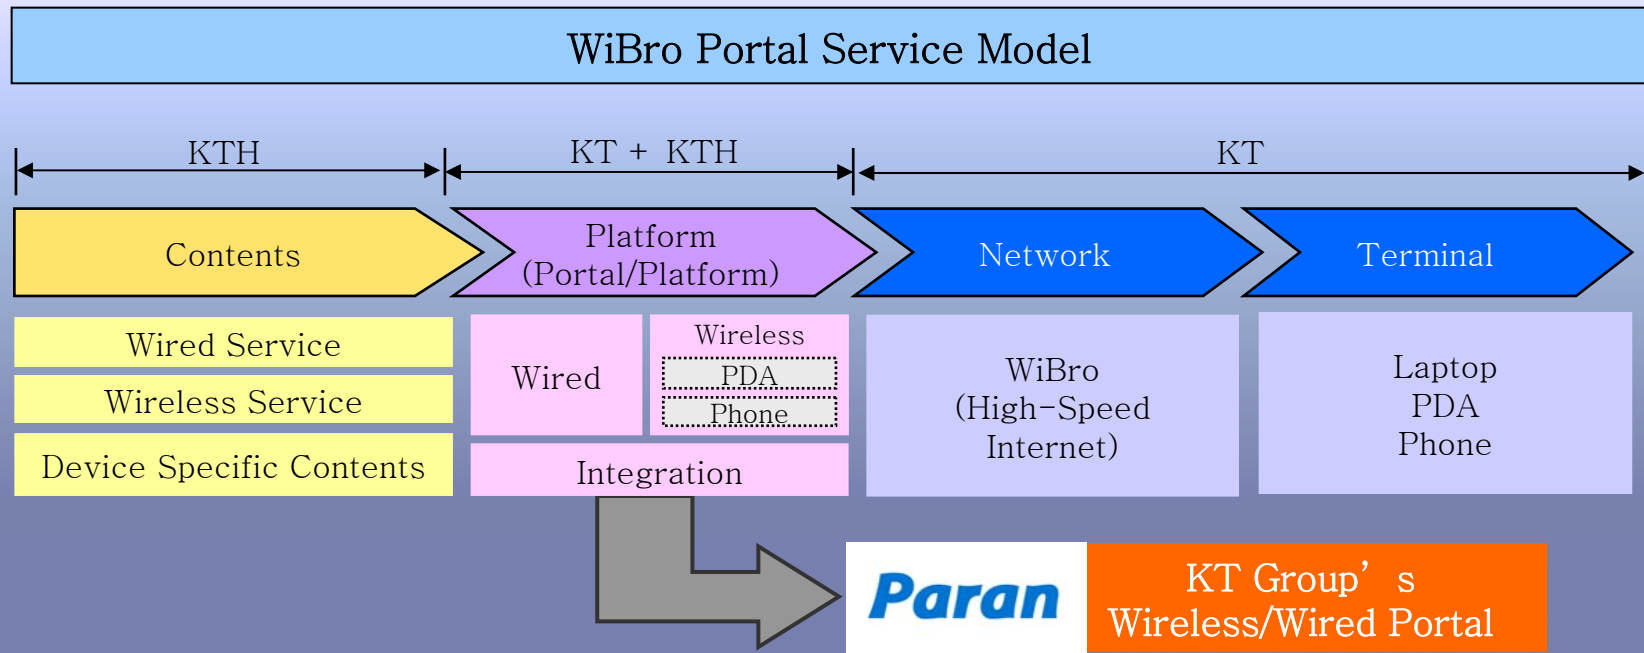 WiBro Portal Service Model
KTH
KT + KTH
KT
Contents
Platform
(Portal/Platform)
Network
Terminal
Wired Service
Wireless Service
Device Specific Contents
Wired
Wireless
PDA
Phone
Integration
WiBro
(High-Speed
Internet)
Laptop
PDA
Phone
Paran
KT Group’ s
Wireless/Wired Portal